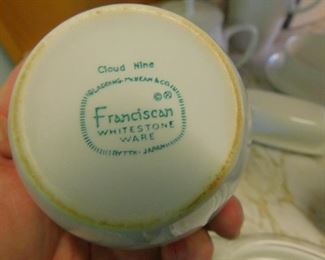 Cloud Nine
GLADDING, McBEAN & CO.
©®
Franciscan
WHITESTONE
WARE
JAPAN